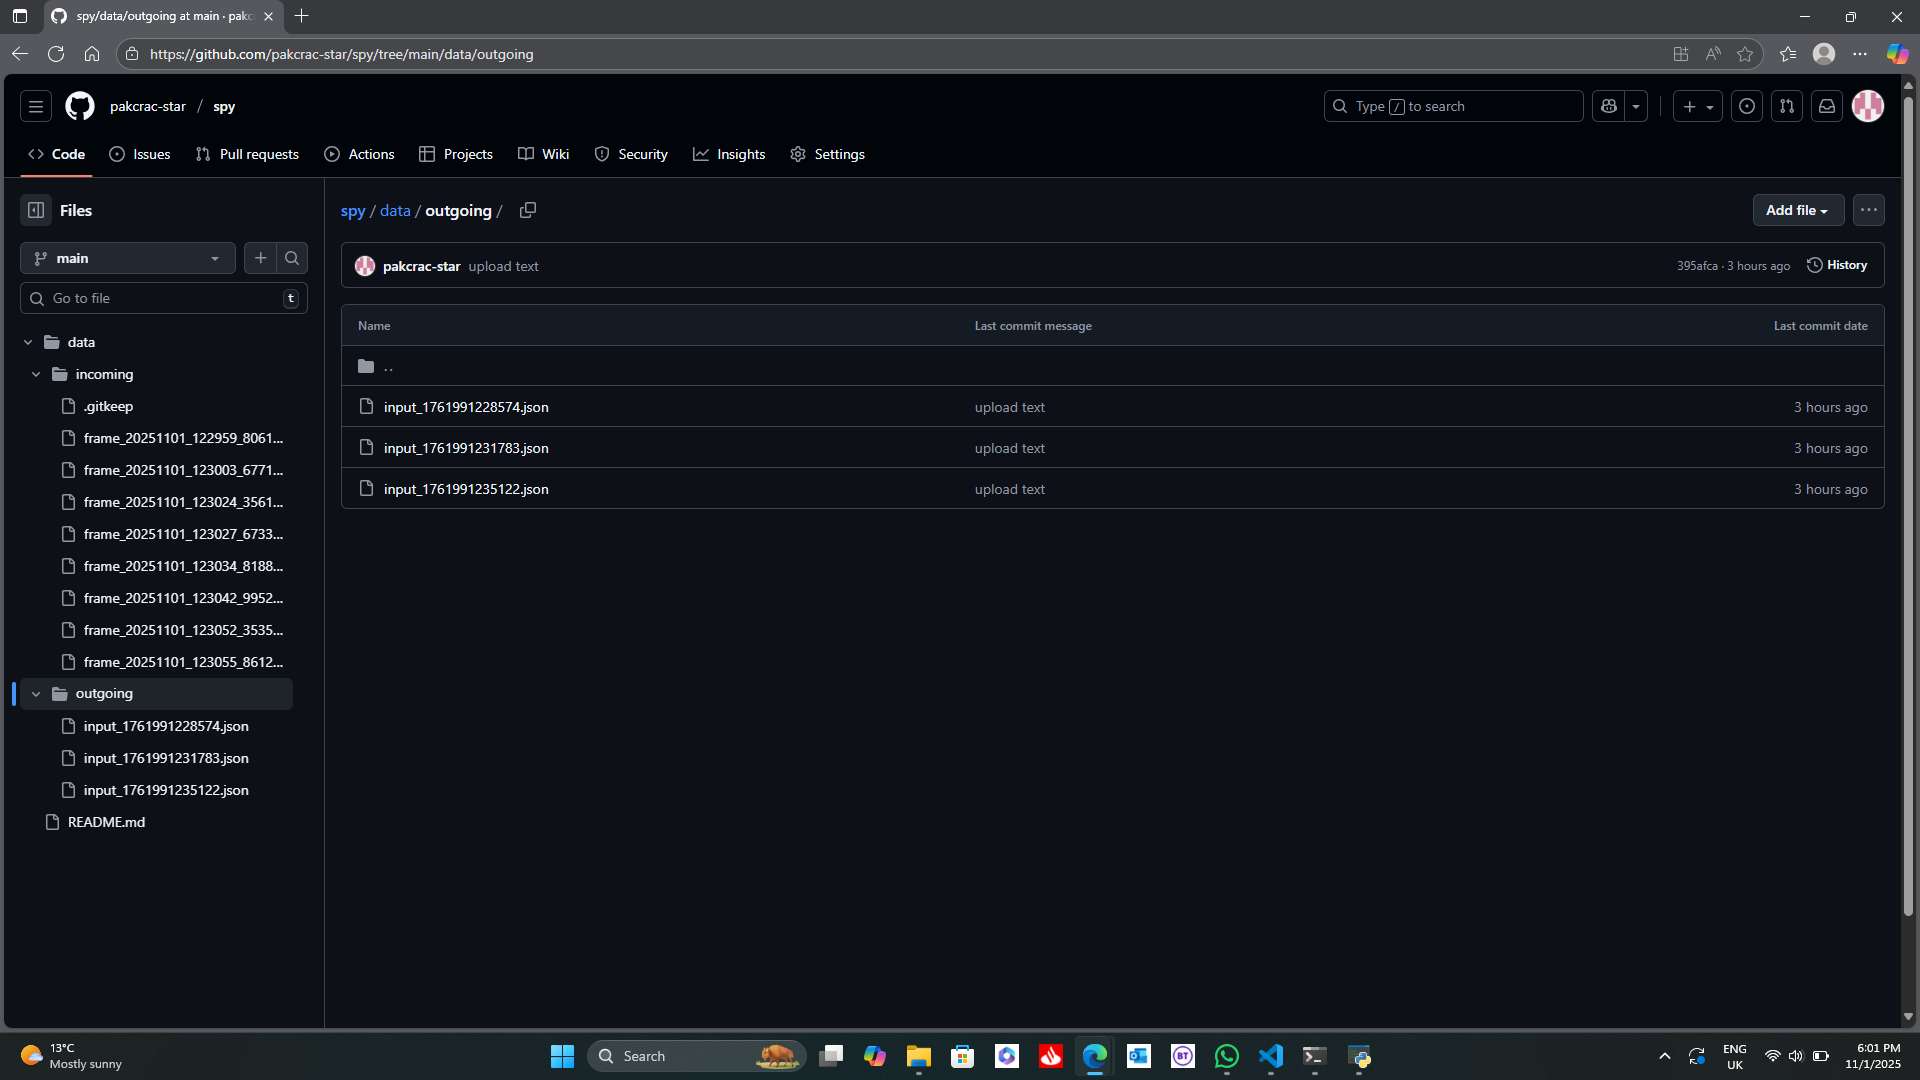 spy/data/outgoing at main · pakc
https://github.com/pakcrac-star/spy/tree/main/data/outgoing
pakcrac-star / spy
Type / to search
Code Issues Pull requests Actions Projects Wiki Security Insights Settings
Files
main
Go to file t
data
incoming
.gitkeep
frame_20251101_122959_8061...
frame_20251101_123003_6771...
frame_20251101_123024_3561...
frame_20251101_123027_6733...
frame_20251101_123034_8188...
frame_20251101_123042_9952...
frame_20251101_123052_3535...
frame_20251101_123055_8612...
outgoing
input_1761991228574.json
input_1761991231783.json
input_1761991235122.json
README.md
spy / data / outgoing /
Add file
pakcrac-star upload text 395afca · 3 hours ago History
Name Last commit message Last commit date
..
input_1761991228574.json upload text 3 hours ago
input_1761991231783.json upload text 3 hours ago
input_1761991235122.json upload text 3 hours ago
13°C
Mostly sunny
Search
BT
ENG
UK
6:01 PM
11/1/2025